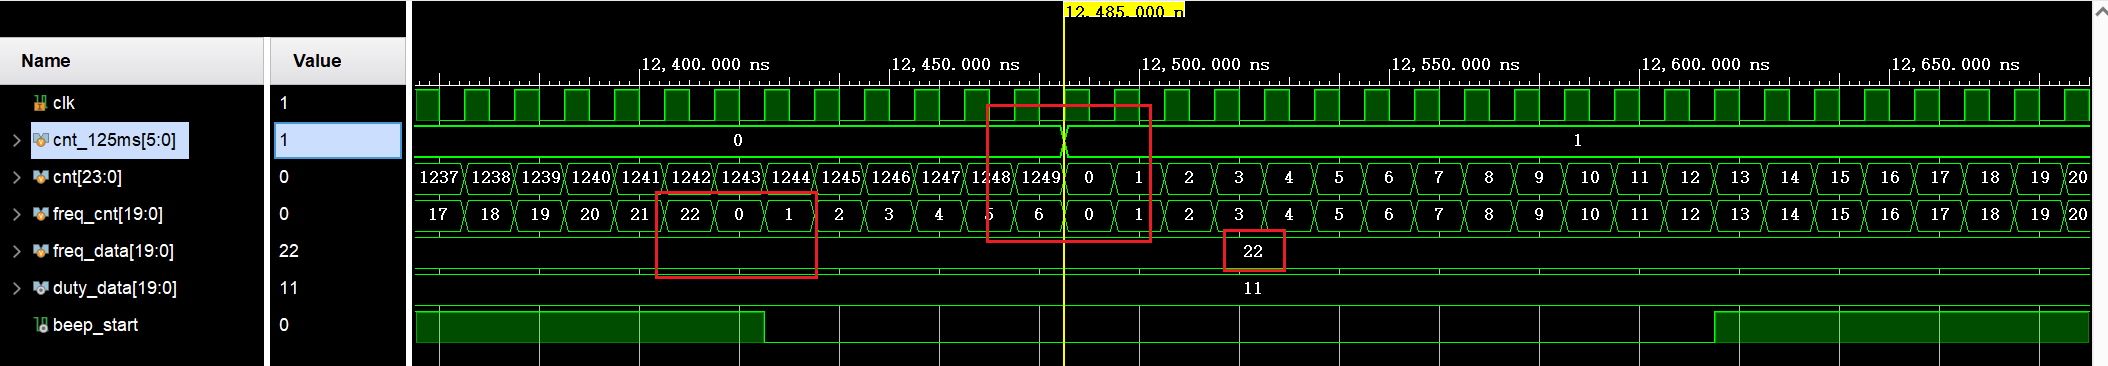 12,485.000 n
Name Value
12,400.000 ns 12,450.000 ns 12,500.000 ns 12,550.000 ns 12,600.000 ns 12,650.000 ns
clk 1
cnt_125ms[5:0] 1 0 1
cnt[23:0] 0 1237 1238 1239 1240 1241 1242 1243 1244 1245 1246 1247 1248 1249 0 1 2 3 4 5 6 7 8 9 10 11 12 13 14 15 16 17 18 19 20
freq_cnt[19:0] 0 17 18 19 20 21 22 0 1 2 3 4 5 6 0 1 2 3 4 5 6 7 8 9 10 11 12 13 14 15 16 17 18 19 20
freq_data[19:0] 22 22
duty_data[19:0] 11 11
beep_start 0